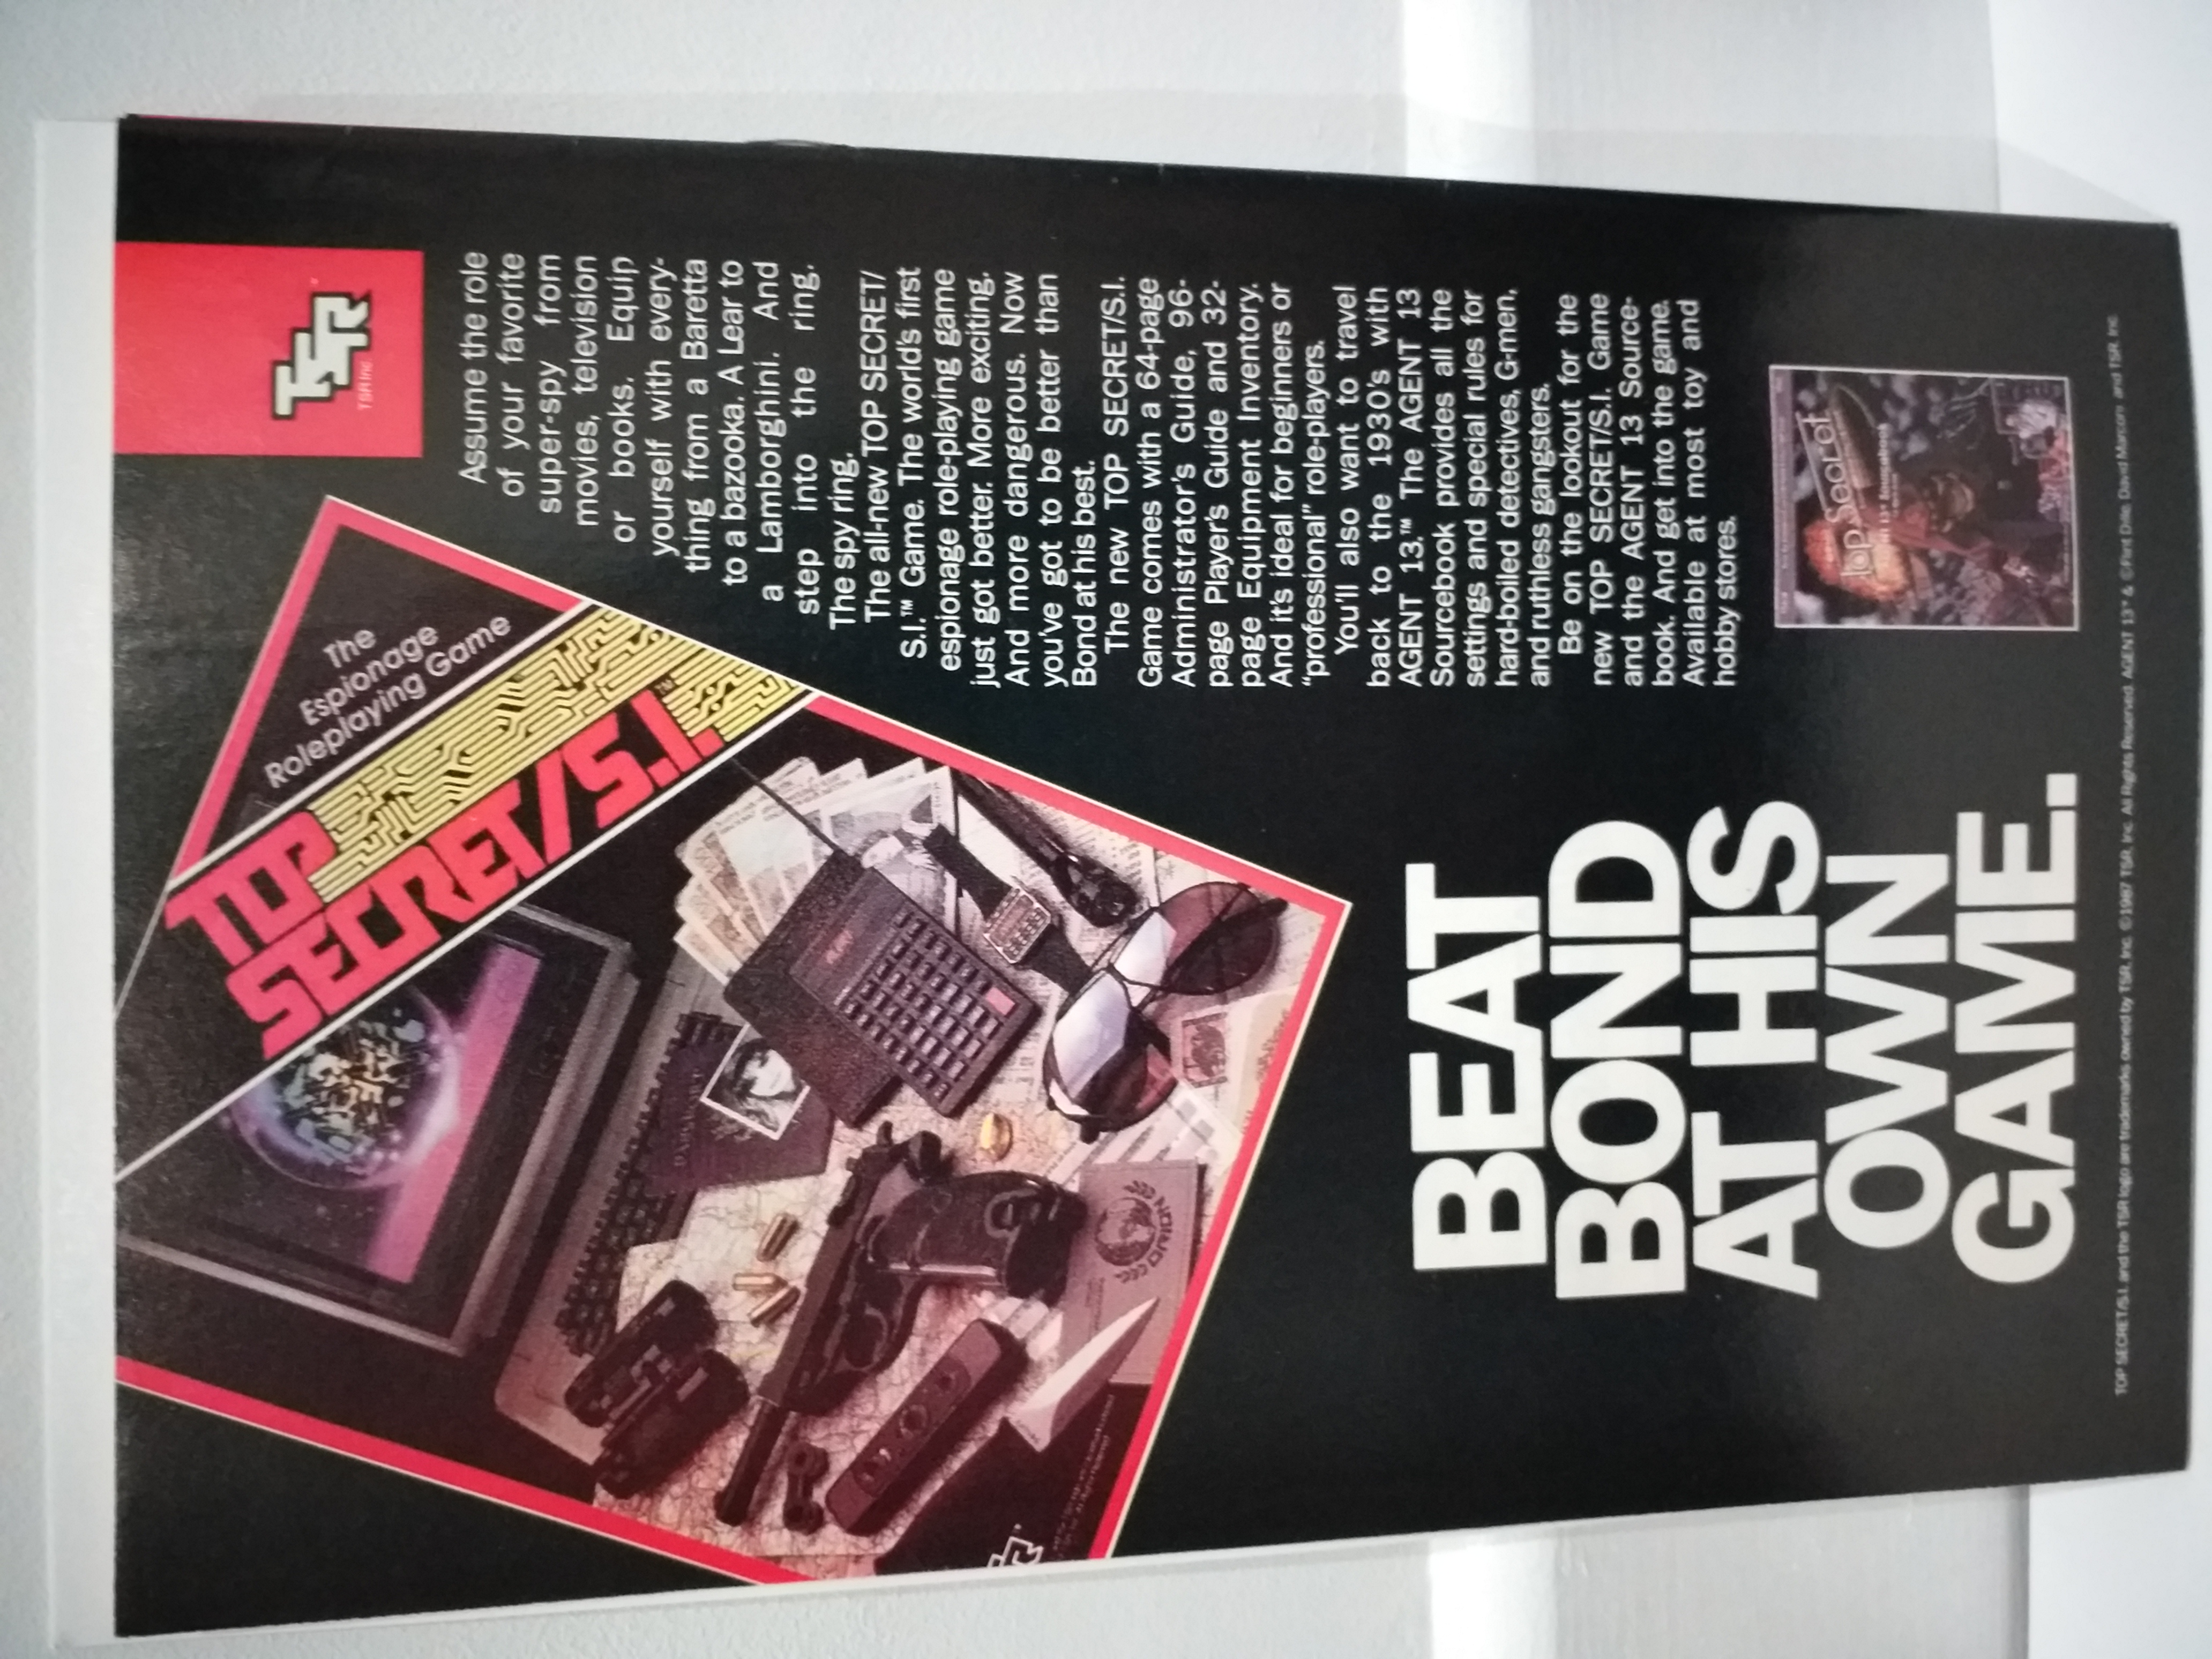 TOP
SECRET/S.I.™
The
Espionage
Roleplaying Game
TSR
TSR Inc.
PASSPORT
ORION
Assume the role
of your favorite
super-spy from
movies, television
or books. Equip
yourself with every-
thing from a Baretta
to a bazooka. A Lear to
a Lamborghini. And
step into the ring.
The spy ring.
The all-new TOP SECRET/
S.I.™ Game. The world's first
espionage role-playing game
just got better. More exciting.
And more dangerous. Now
you've got to be better than
Bond at his best.
The new TOP SECRET/S.I.
Game comes with a 64-page
Administrator's Guide, 96-
page Player's Guide and 32-
page Equipment Inventory.
And it's ideal for beginners or
"professional" role-players.
You'll also want to travel
back to the 1930's with
AGENT 13.™ The AGENT 13
Sourcebook provides all the
settings and special rules for
hard-boiled detectives, G-men,
and ruthless gangsters.
Be on the lookout for the
new TOP SECRET/S.I. Game
and the AGENT 13 Source-
book. And get into the game.
Available at most toy and
hobby stores.
BEAT
BOND
AT HIS
OWN
GAME.
Top Secret
13™ Sourcebook
TOP SECRET/S.I. and the TSR logo are trademarks owned by TSR, Inc. ©1987 TSR, Inc. All Rights Reserved. AGENT 13™ & ©Flint Dille, David Marconi and TSR, Inc.